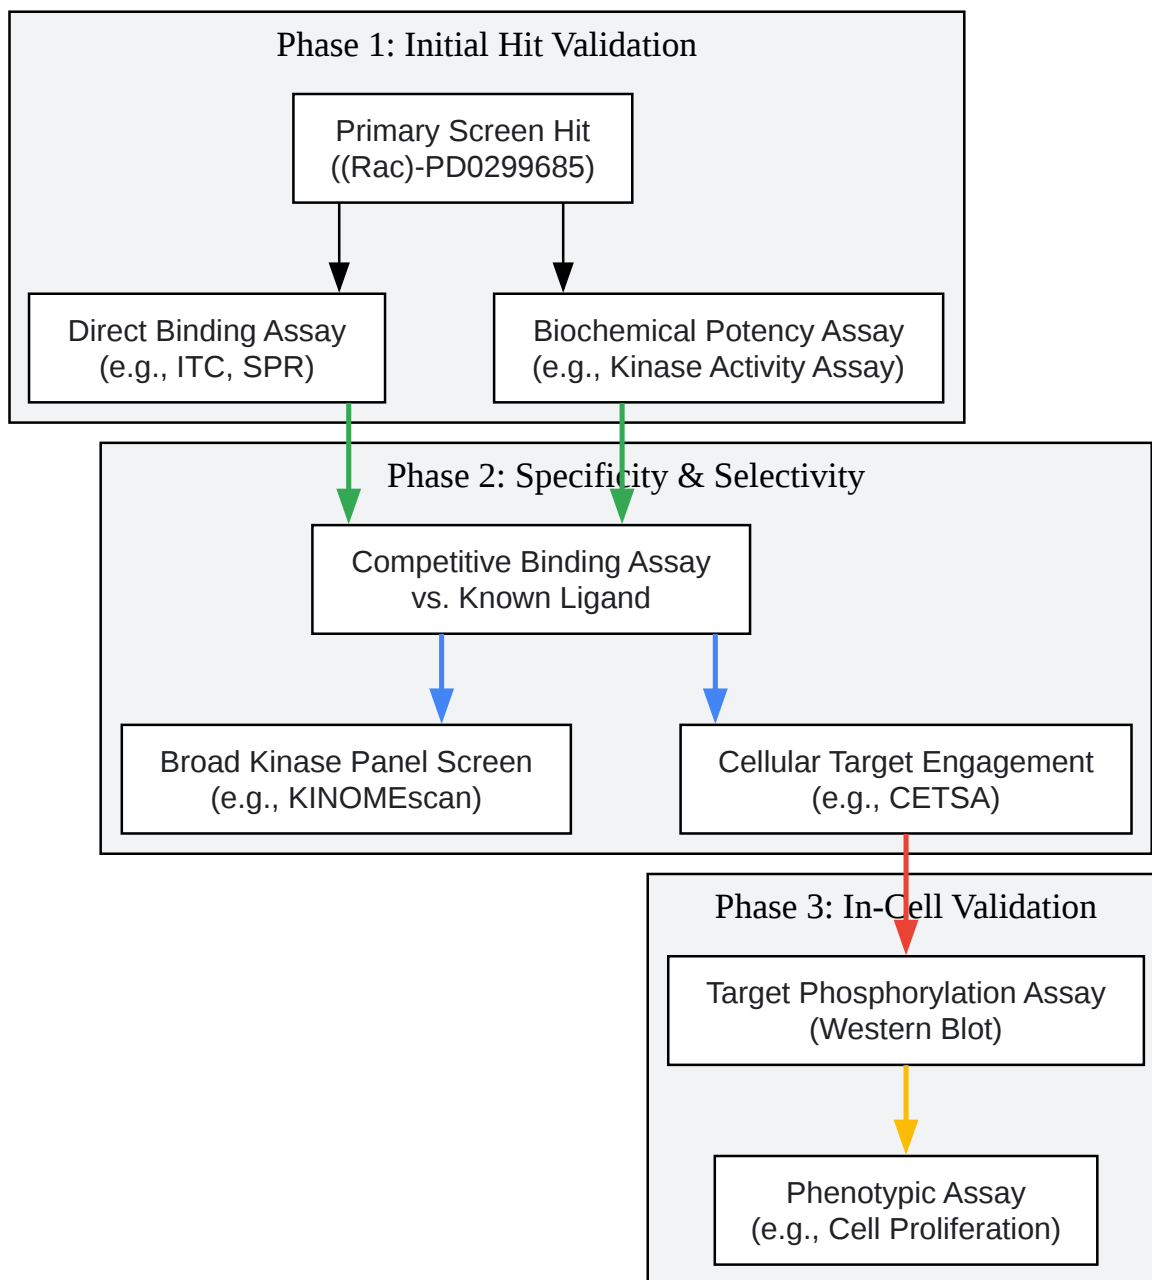 Phase 1: Initial Hit Validation
Primary Screen Hit
((Rac)-PD0299685)
Direct Binding Assay
(e.g., ITC, SPR)
Biochemical Potency Assay
(e.g., Kinase Activity Assay)
Phase 2: Specificity & Selectivity
Competitive Binding Assay
vs. Known Ligand
Broad Kinase Panel Screen
(e.g., KINOMEscan)
Cellular Target Engagement
(e.g., CETSA)
Phase 3: In-Cell Validation
Target Phosphorylation Assay
(Western Blot)
Phenotypic Assay
(e.g., Cell Proliferation)